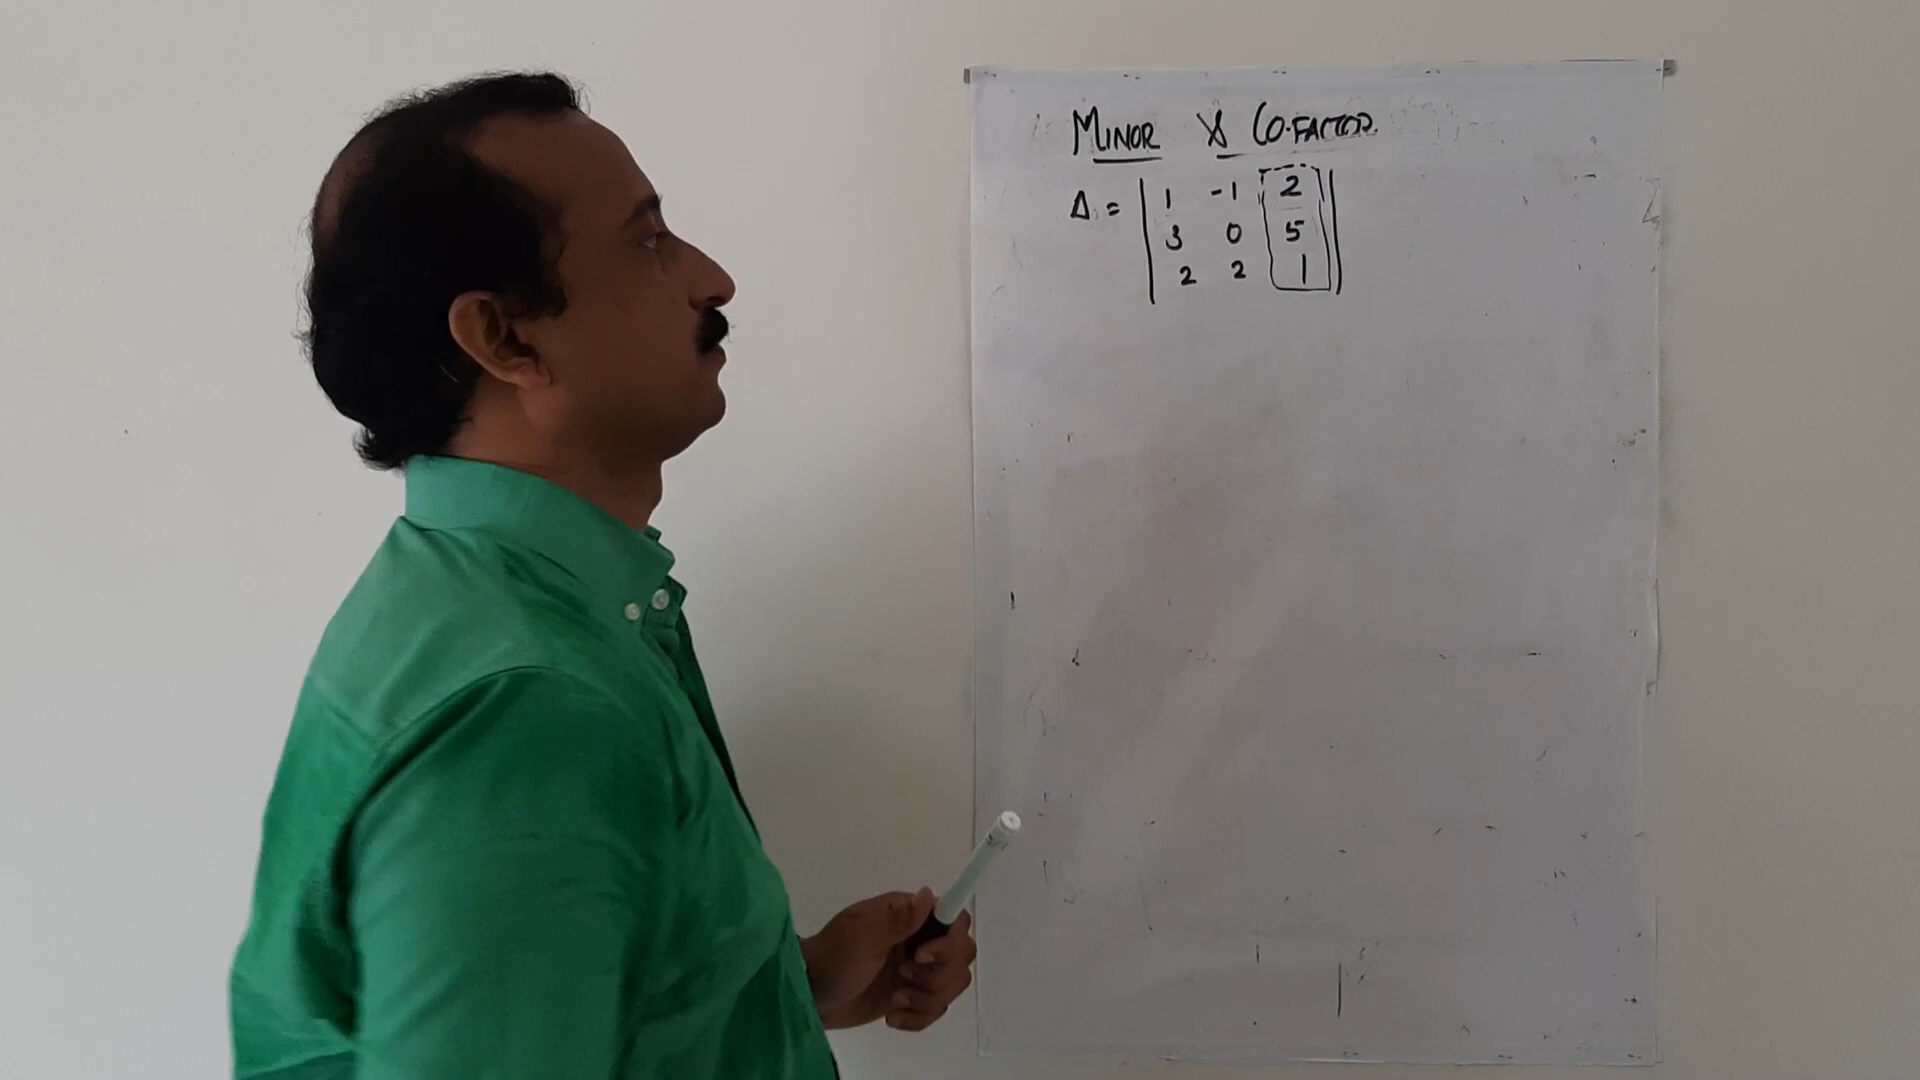 MINOR & CO-FACTOR.
Δ = | 1 -1 2 |
3 0 5
2 2 1